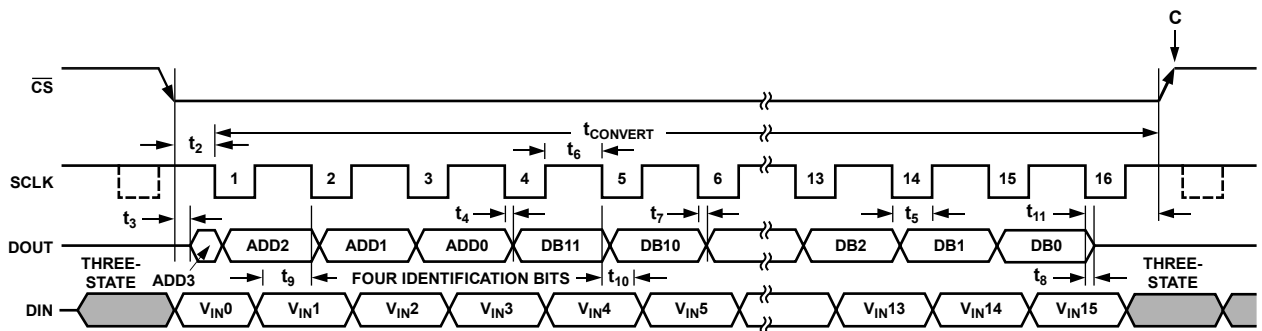 C
CS
tCONVERT
t2
t6
SCLK
1 2 3 4 5 6 13 14 15 16
t3
t4
t7
t5
t11
DOUT
ADD2 ADD1 ADD0 DB11 DB10 DB2 DB1 DB0
THREE-
STATE
ADD3
t9
FOUR IDENTIFICATION BITS
t10
t8
THREE-
STATE
DIN
VIN0 VIN1 VIN2 VIN3 VIN4 VIN5 VIN13 VIN14 VIN15